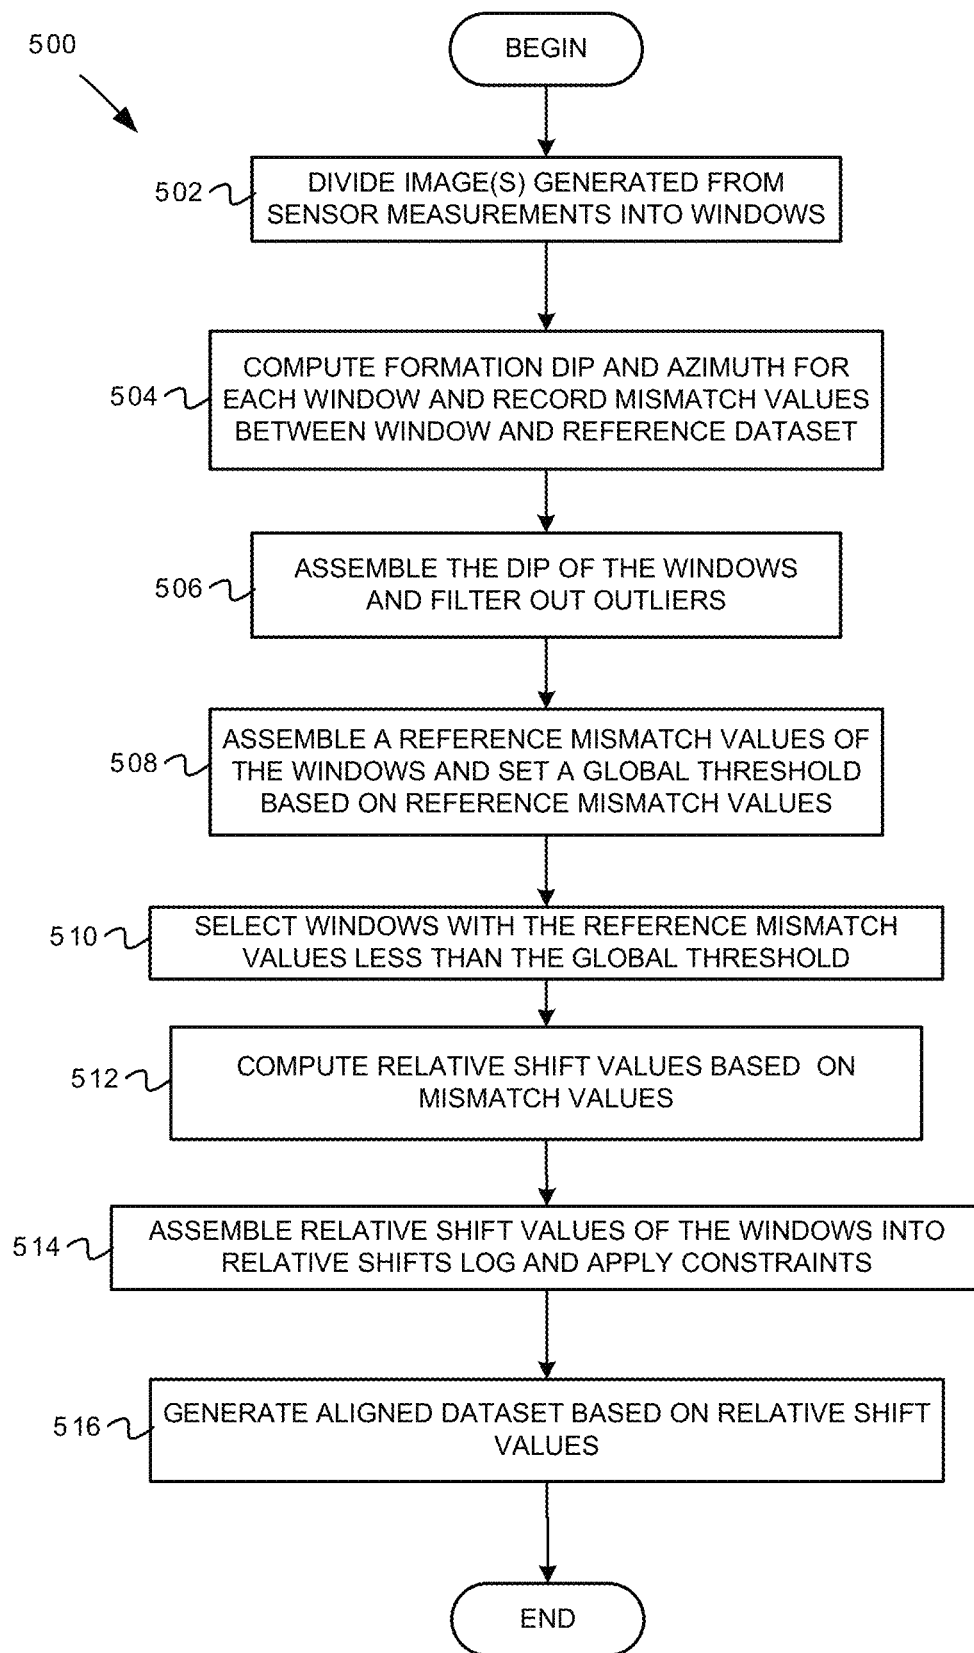 500
BEGIN
502
DIVIDE IMAGE(S) GENERATED FROM
SENSOR MEASUREMENTS INTO WINDOWS
504
COMPUTE FORMATION DIP AND AZIMUTH FOR
EACH WINDOW AND RECORD MISMATCH VALUES
BETWEEN WINDOW AND REFERENCE DATASET
506
ASSEMBLE THE DIP OF THE WINDOWS
AND FILTER OUT OUTLIERS
508
ASSEMBLE A REFERENCE MISMATCH VALUES OF
THE WINDOWS AND SET A GLOBAL THRESHOLD
BASED ON REFERENCE MISMATCH VALUES
510
SELECT WINDOWS WITH THE REFERENCE MISMATCH
VALUES LESS THAN THE GLOBAL THRESHOLD
512
COMPUTE RELATIVE SHIFT VALUES BASED ON
MISMATCH VALUES
514
ASSEMBLE RELATIVE SHIFT VALUES OF THE WINDOWS INTO
RELATIVE SHIFTS LOG AND APPLY CONSTRAINTS
516
GENERATE ALIGNED DATASET BASED ON RELATIVE SHIFT
VALUES
END